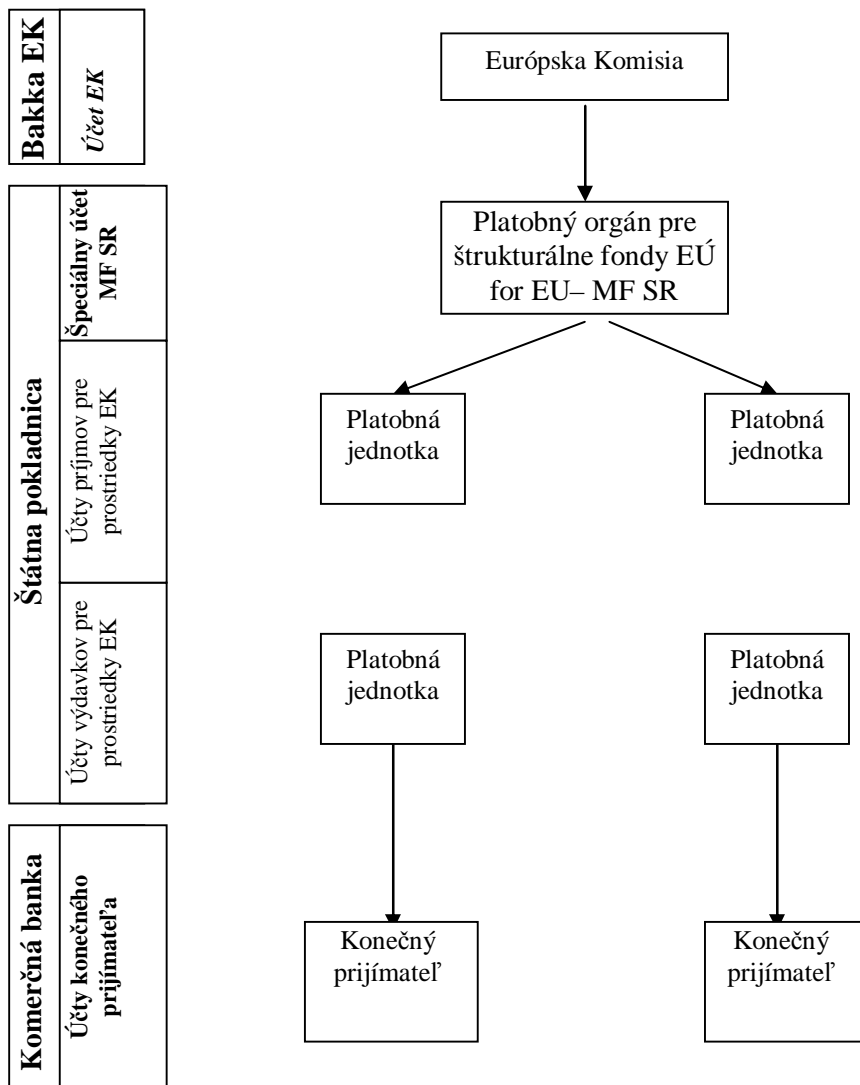 Bakka EK
Účet EK
Európska Komisia
Štátna pokladnica
Špeciálny účet
MF SR
Platobný orgán pre
štrukturálne fondy EÚ
for EU– MF SR
Účty príjmov pre
prostriedky EK
Platobná
jednotka
Platobná
jednotka
Účty výdavkov pre
prostriedky EK
Platobná
jednotka
Platobná
jednotka
Komerčná banka
Účty konečného
prijímateľa
Konečný
prijímateľ
Konečný
prijímateľ